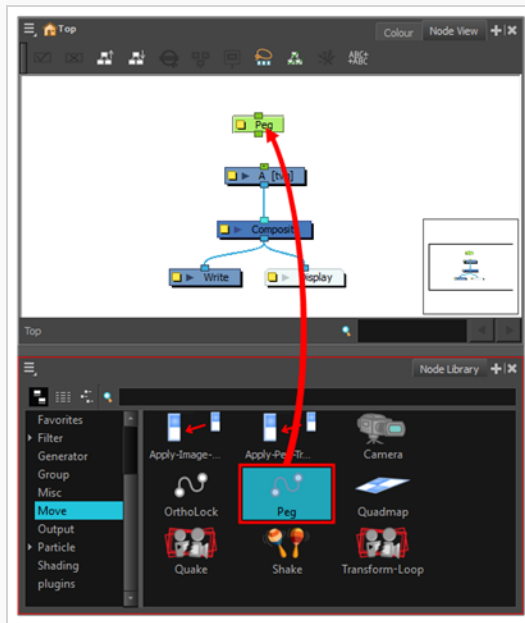 Top
Colour
Node View
ABC+
+ABC
Peg
Composit
Write
Display
Top
Node Library
Favorites
Filter
Generator
Group
Misc
Move
Output
Particle
Shading
plugins
Apply-Image-...
Apply-Peg-Tr...
Camera
OrthoLock
Peg
Quadmap
Quake
Shake
Transform-Loop